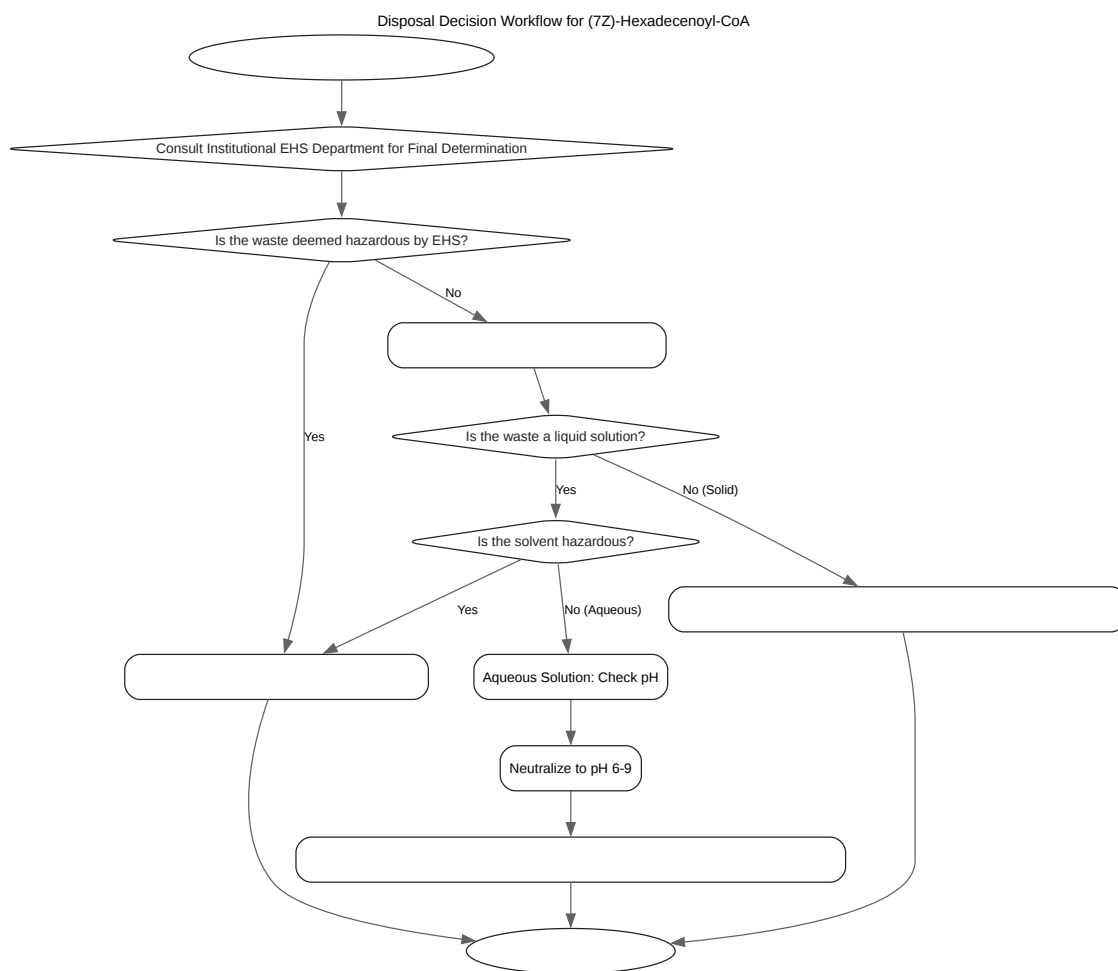 Disposal Decision Workflow for (7Z)-Hexadecenoyl-CoA
Consult Institutional EHS Department for Final Determination
Is the waste deemed hazardous by EHS?
No
Yes
Is the waste a liquid solution?
Yes
No (Solid)
Is the solvent hazardous?
Yes
No (Aqueous)
Aqueous Solution: Check pH
Neutralize to pH 6-9